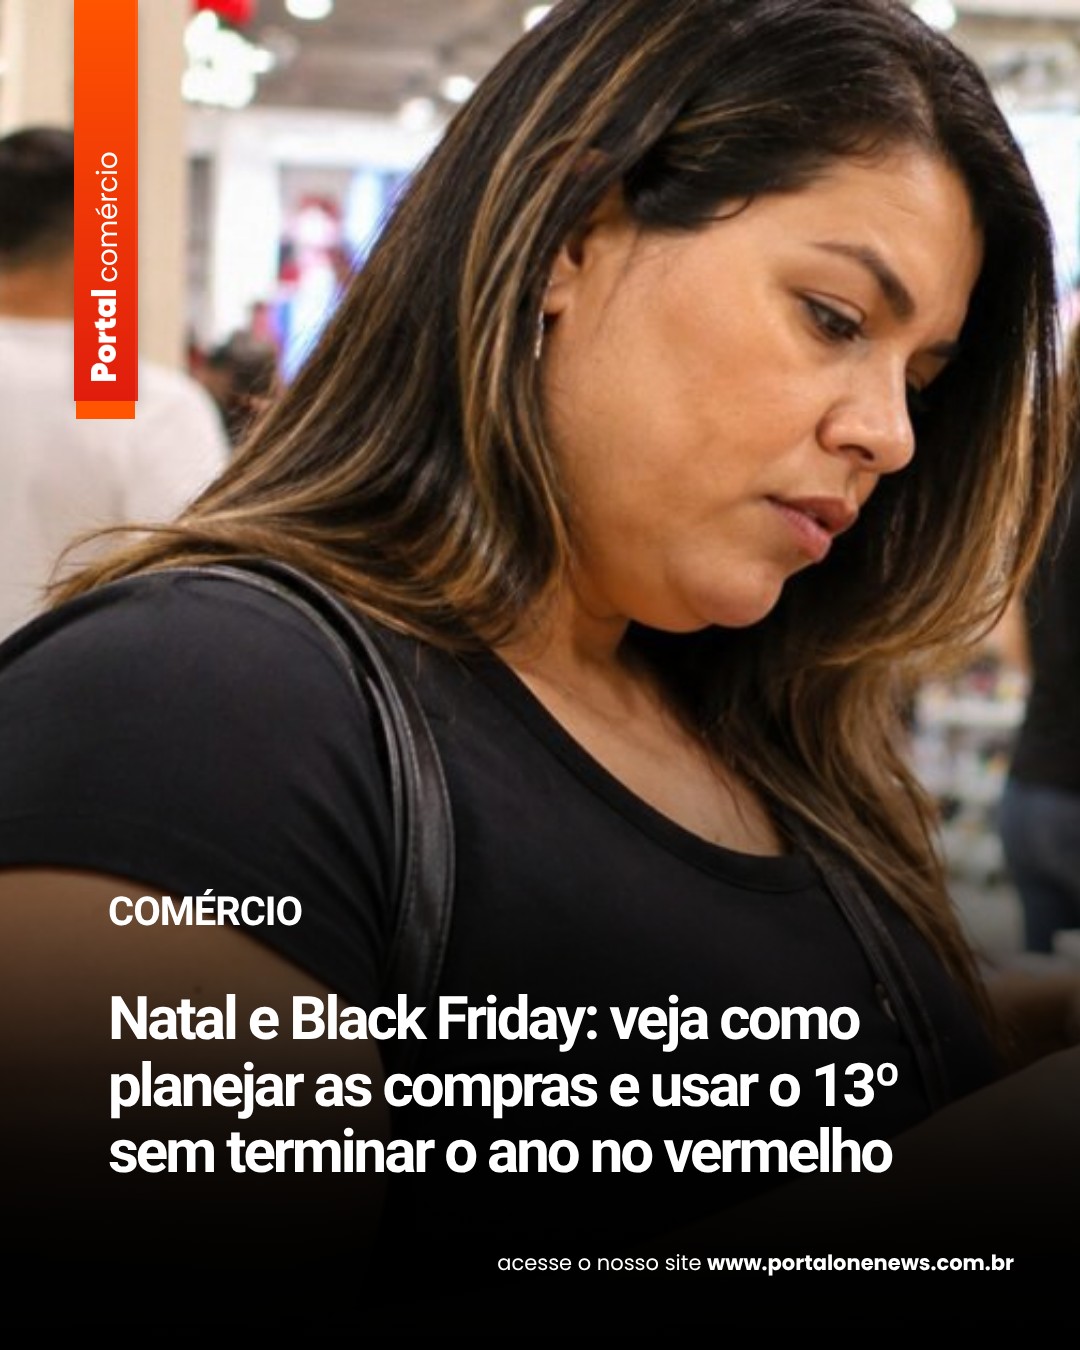 Portal comércio
COMÉRCIO
Natal e Black Friday: veja como
planejar as compras e usar o 13º
sem terminar o ano no vermelho
acesse o nosso site www.portalonenews.com.br